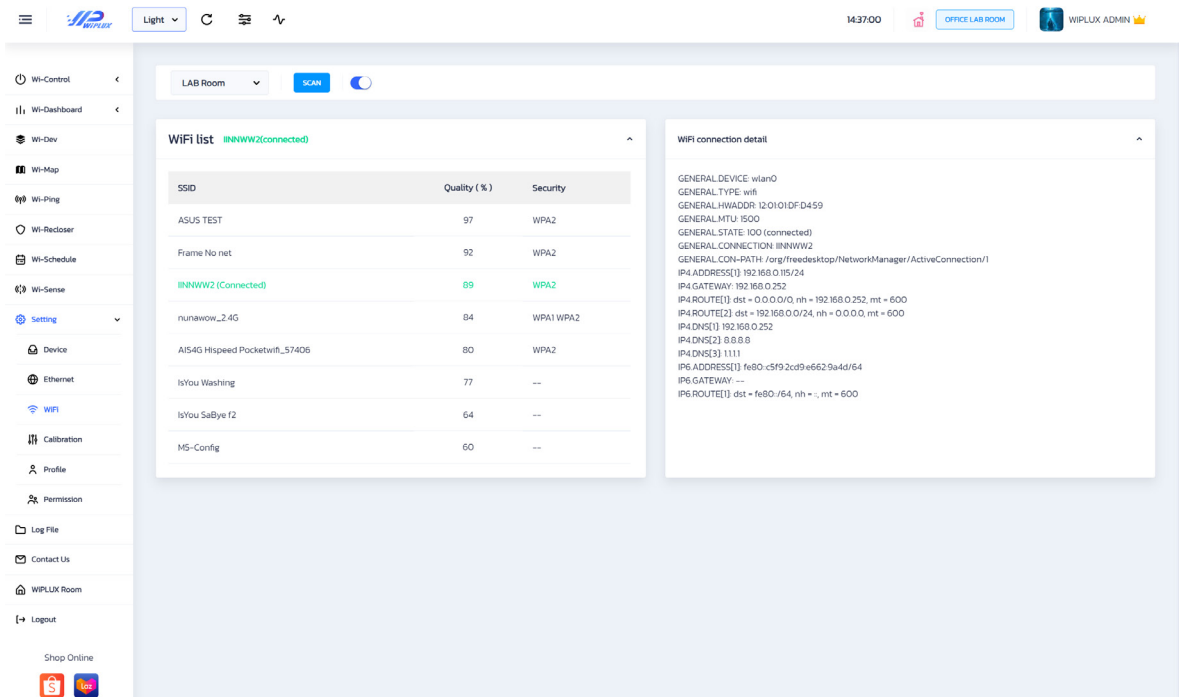 WIPLUX
Light
14:37:00
OFFICE LAB ROOM
WIPLUX ADMIN
Wi-Control
Wi-Dashboard
Wi-Dev
Wi-Map
Wi-Ping
Wi-Recloser
Wi-Schedule
Wi-Sense
Setting
Device
Ethernet
WIFI
Calibration
Profile
Permission
Log File
Contact Us
WIPLUX Room
Logout
Shop Online
S
Laz
LAB Room
SCAN
WiFi list IINNWW2(connected)
SSID Quality ( % ) Security
ASUS TEST 97 WPA2
Frame No net 92 WPA2
IINNWW2 (Connected) 89 WPA2
nunawow_2.4G 84 WPA1 WPA2
AIS4G Hispeed Pocketwifi_57406 80 WPA2
IsYou Washing 77 --
IsYou SaBye f2 64 --
M5-Config 60 --
WiFi connection detail
GENERAL.DEVICE: wlan0
GENERAL.TYPE: wifi
GENERAL.HWADDR: 12:01:01:DF:D4:59
GENERAL.MTU: 1500
GENERAL.STATE: 100 (connected)
GENERAL.CONNECTION: IINNWW2
GENERAL.CON-PATH: /org/freedesktop/NetworkManager/ActiveConnection/1
IP4.ADDRESS[1]: 192.168.0.115/24
IP4.GATEWAY: 192.168.0.252
IP4.ROUTE[1]: dst = 0.0.0.0/0, nh = 192.168.0.252, mt = 600
IP4.ROUTE[2]: dst = 192.168.0.0/24, nh = 0.0.0.0, mt = 600
IP4.DNS[1]: 192.168.0.252
IP4.DNS[2]: 8.8.8.8
IP4.DNS[3]: 1.1.1.1
IP6.ADDRESS[1]: fe80::c5f9:2cd9:e662:9a4d/64
IP6.GATEWAY: --
IP6.ROUTE[1]: dst = fe80::/64, nh = ::, mt = 600